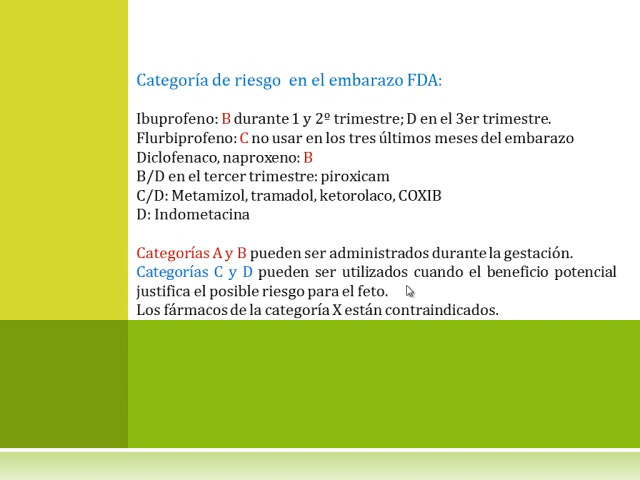 Categoría de riesgo en el embarazo FDA:
Ibuprofeno: B durante 1 y 2º trimestre; D en el 3er trimestre.
Flurbiprofeno: C no usar en los tres últimos meses del embarazo
Diclofenaco, naproxeno: B
B/D en el tercer trimestre: piroxicam
C/D: Metamizol, tramadol, ketorolaco, COXIB
D: Indometacina
Categorías A y B pueden ser administrados durante la gestación.
Categorías C y D pueden ser utilizados cuando el beneficio potencial
justifica el posible riesgo para el feto.
Los fármacos de la categoría X están contraindicados.